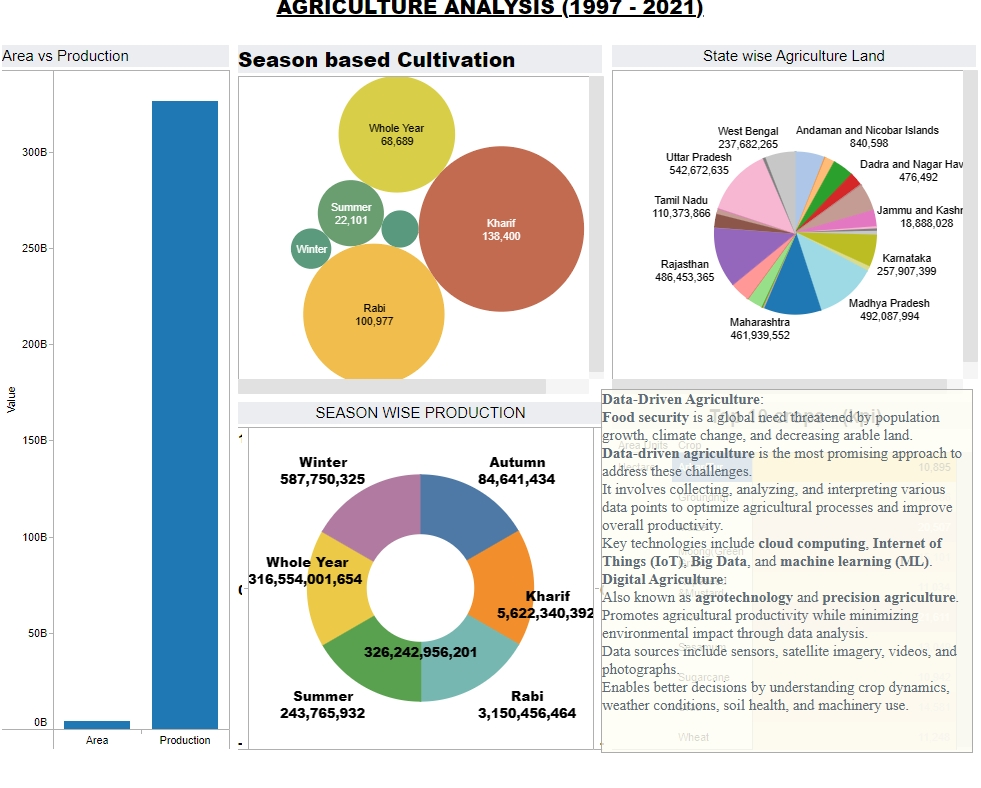 AGRICULTURE ANALYSIS (1997 - 2021)
Area vs Production
300B
250B
200B
150B
100B
50B
0B
Value
Area
Production
Season based Cultivation
Whole Year
68,689
Summer
22,101
Winter
Kharif
138,400
Rabi
100,977
State wise Agriculture Land
West Bengal
237,682,265
Andaman and Nicobar Islands
840,598
Uttar Pradesh
542,672,635
Dadra and Nagar Hav
476,492
Tamil Nadu
110,373,866
Jammu and Kashr
18,888,028
Rajasthan
486,453,365
Karnataka
257,907,399
Madhya Pradesh
492,087,994
Maharashtra
461,939,552
SEASON WISE PRODUCTION
Winter
587,750,325
Autumn
84,641,434
Whole Year
316,554,001,654
Kharif
5,622,340,392
326,242,956,201
Summer
243,765,932
Rabi
3,150,456,464
Data-Driven Agriculture:
Food security is a global need threatened by population
growth, climate change, and decreasing arable land.
Data-driven agriculture is the most promising approach to
address these challenges.
It involves collecting, analyzing, and interpreting various
data points to optimize agricultural processes and improve
overall productivity.
Key technologies include cloud computing, Internet of
Things (IoT), Big Data, and machine learning (ML).
Digital Agriculture:
Also known as agrotechnology and precision agriculture.
Promotes agricultural productivity while minimizing
environmental impact through data analysis.
Data sources include sensors, satellite imagery, videos, and
photographs.
Enables better decisions by understanding crop dynamics,
weather conditions, soil health, and machinery use.
Area Units Crop
10,895
Sugarcane
Wheat